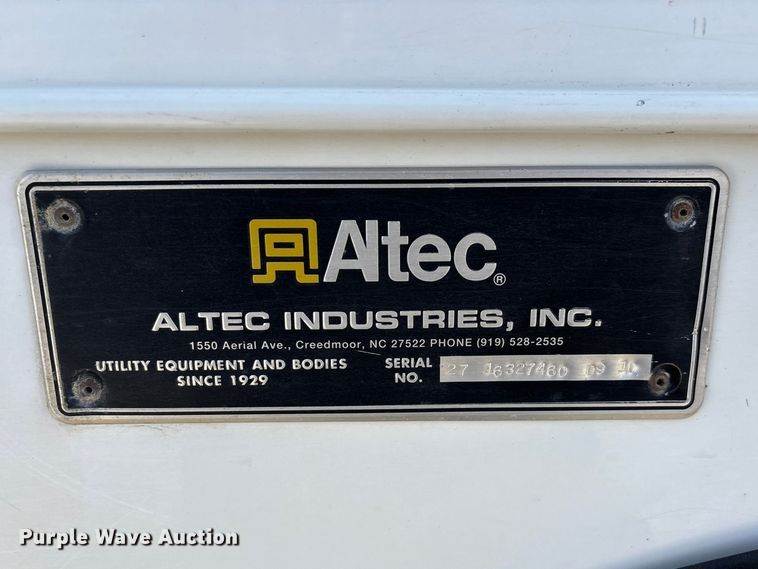 Altec®
ALTEC INDUSTRIES, INC.
1550 Aerial Ave., Creedmoor, NC 27522 PHONE (919) 528-2535
UTILITY EQUIPMENT AND BODIES
SINCE 1929
SERIAL
NO.
27
Purple Wave Auction